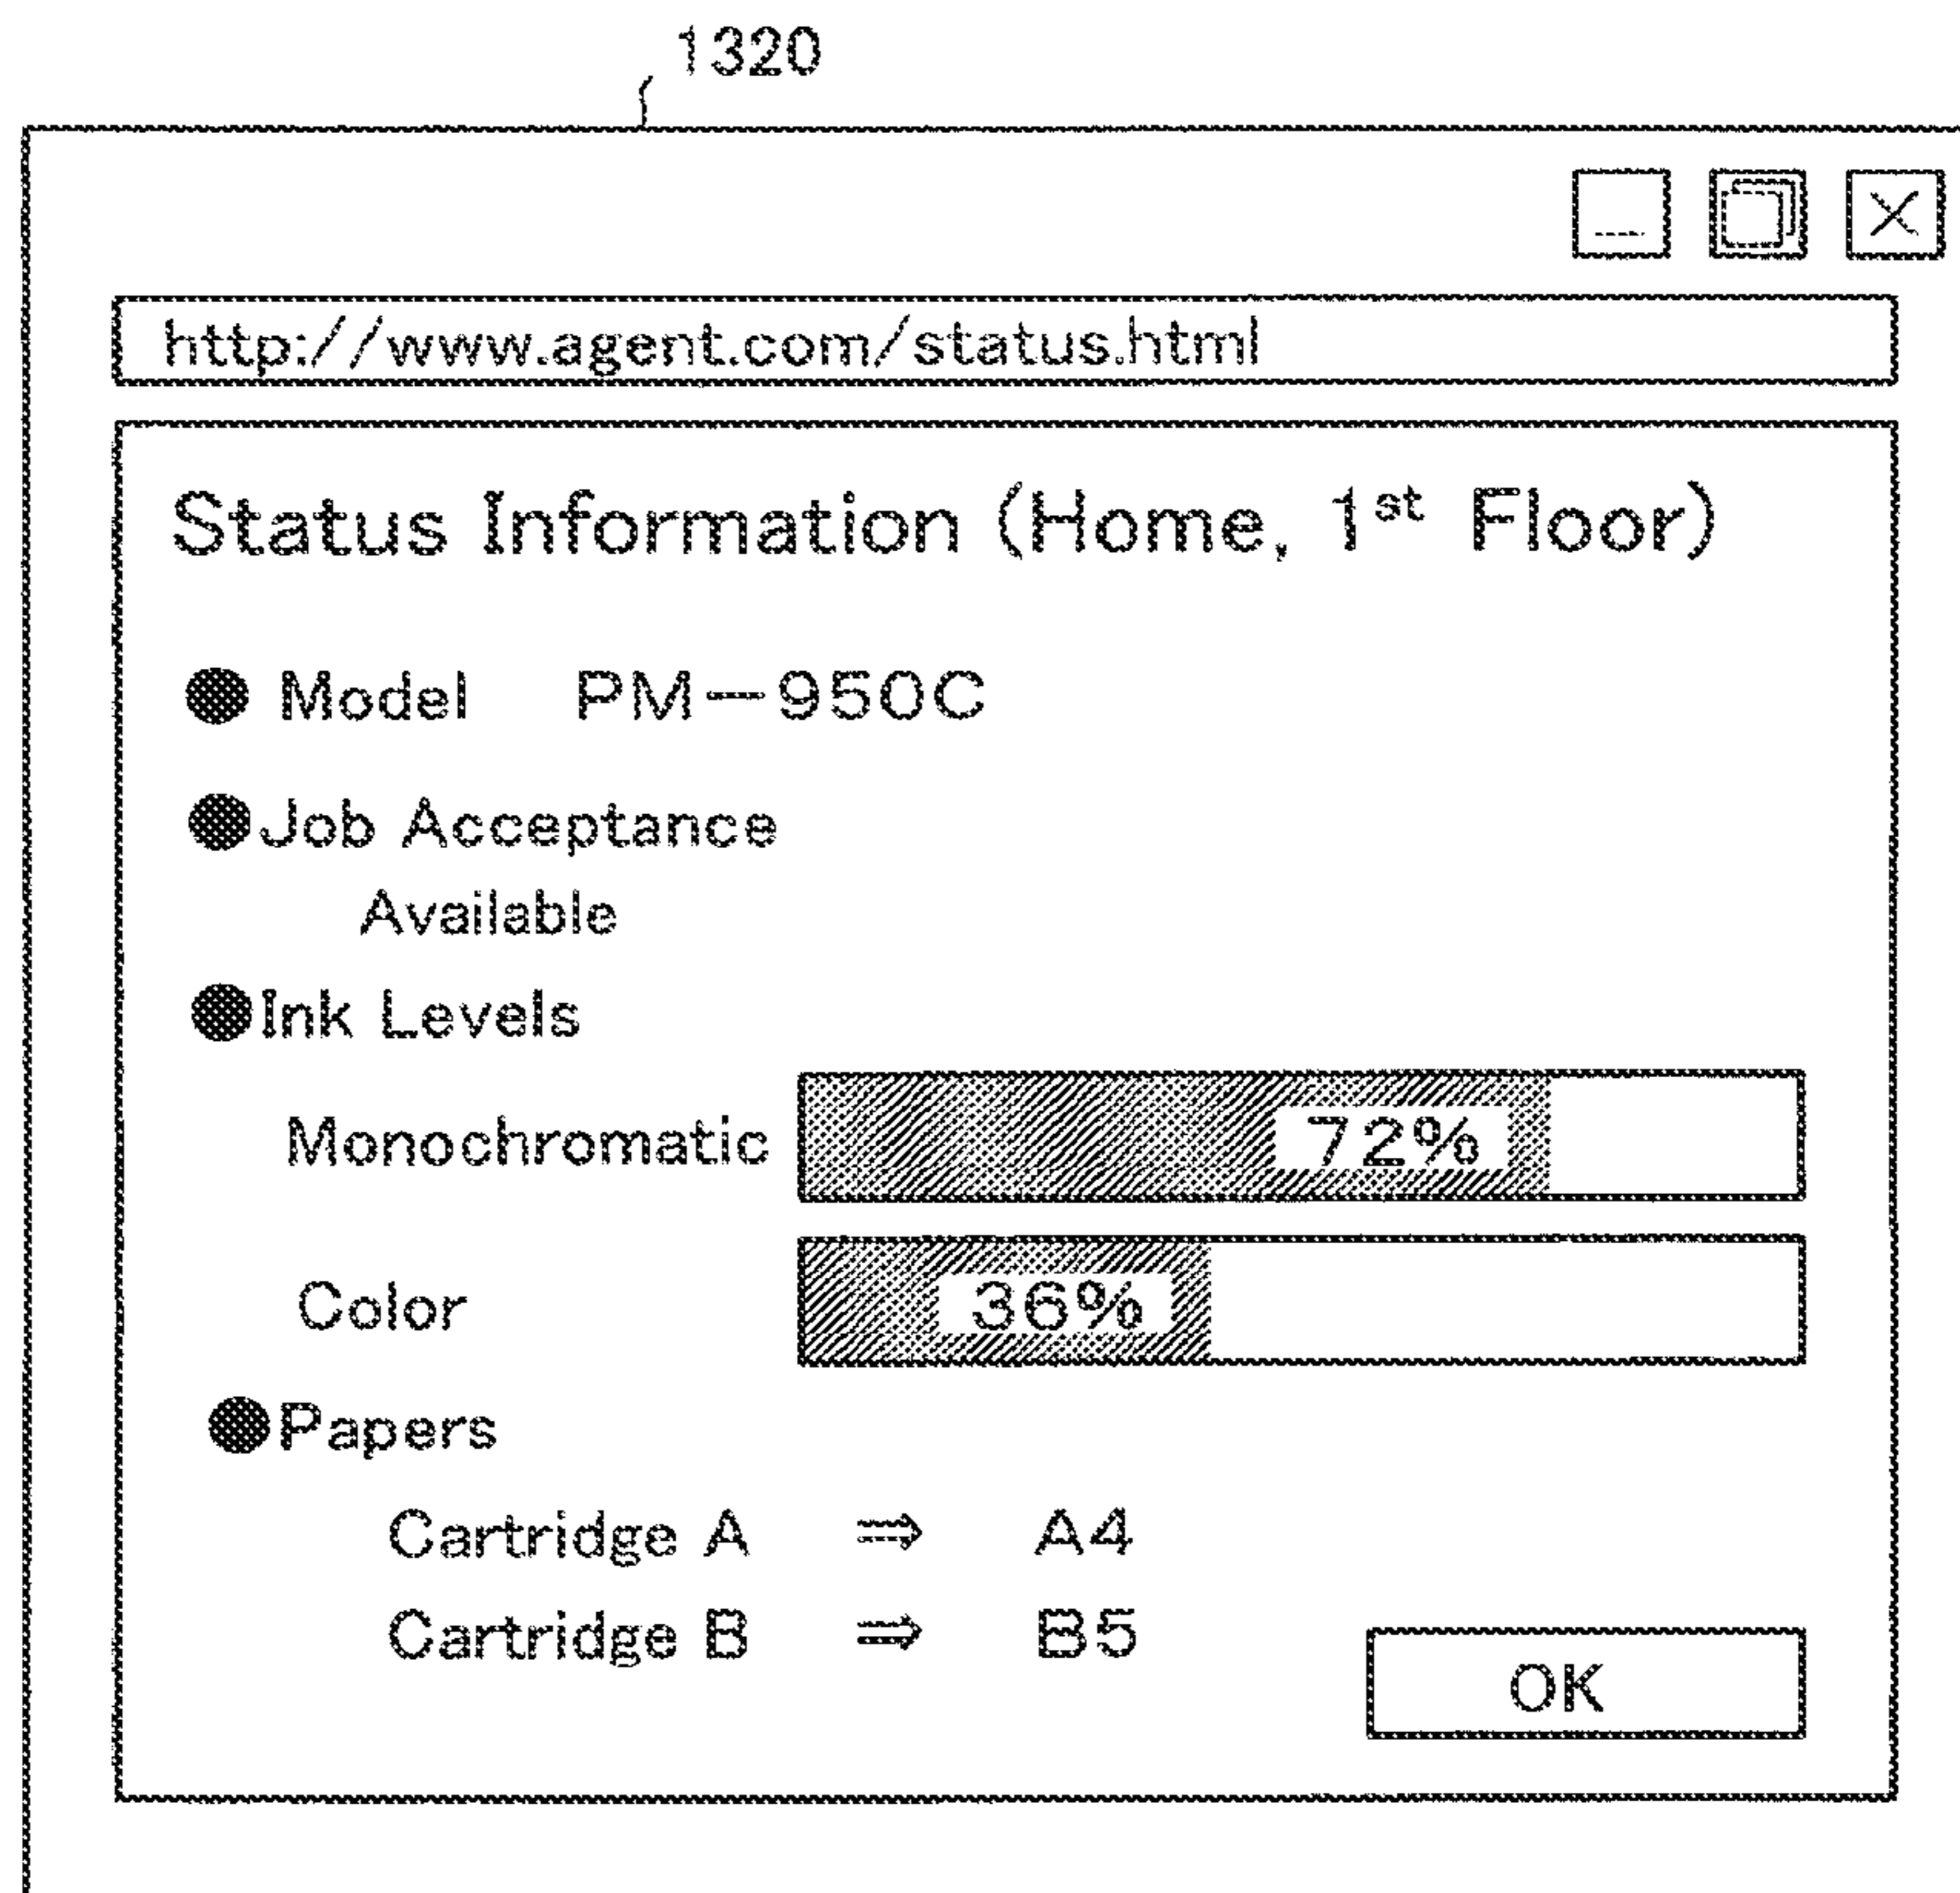 1320
http://www.agent.com/status.html
Status Information (Home, 1st Floor)
● Model PM-950C
●Job Acceptance
Available
●Ink Levels
Monochromatic 72%
Color 36%
●Papers
Cartridge A ⇒ A4
Cartridge B ⇒ B5
OK